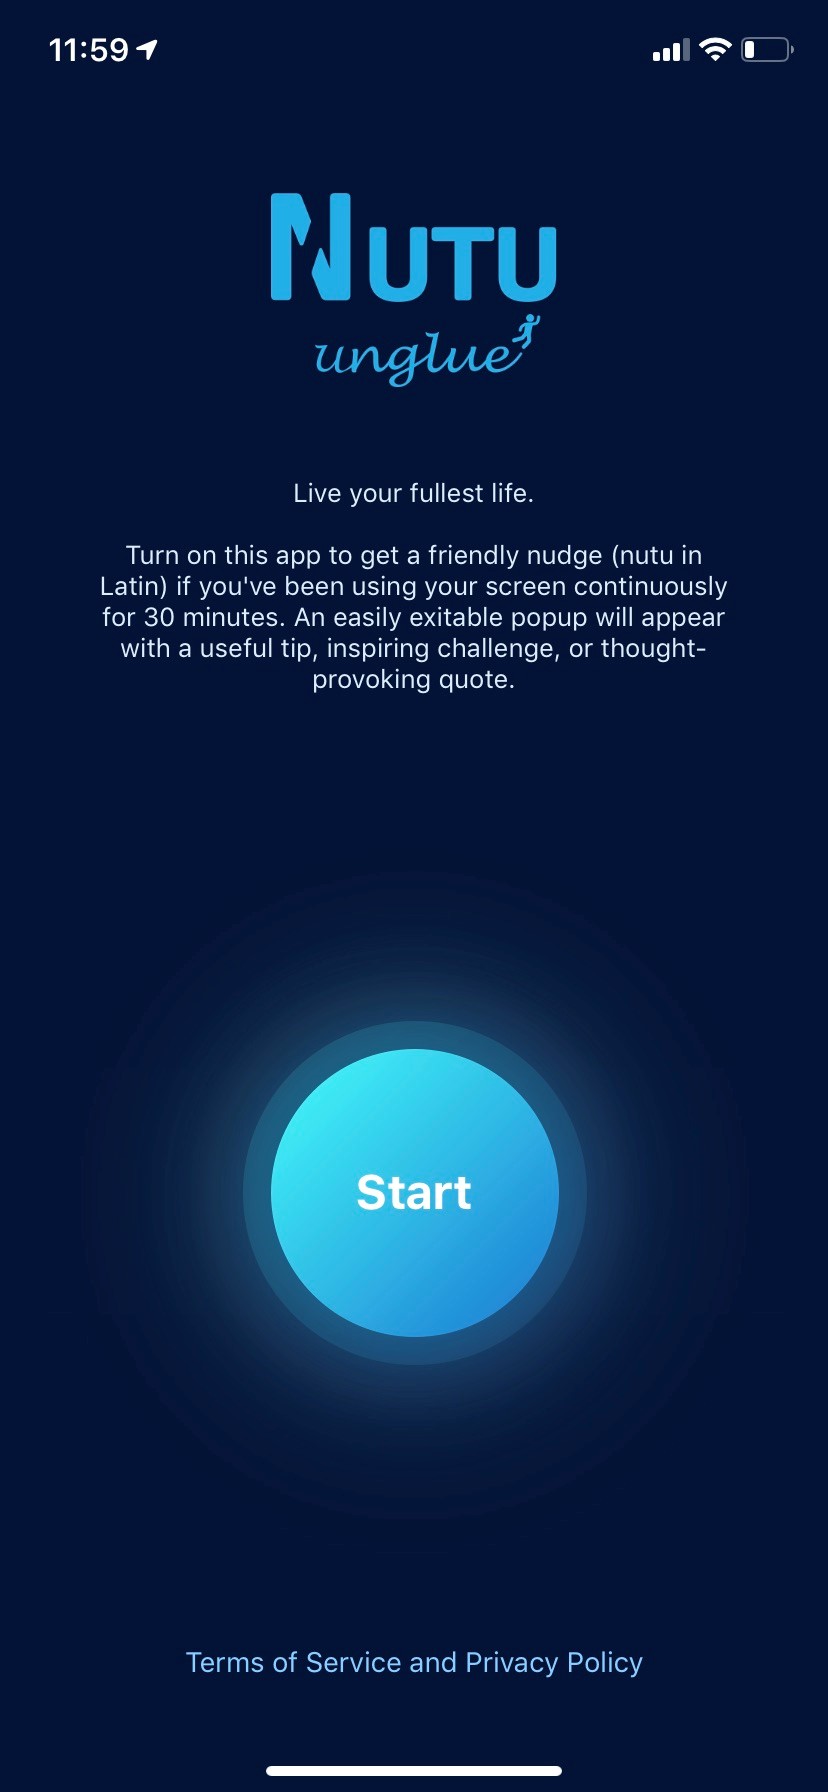 11:59
NUTU
unglue
Live your fullest life.
Turn on this app to get a friendly nudge (nutu in
Latin) if you've been using your screen continuously
for 30 minutes. An easily exitable popup will appear
with a useful tip, inspiring challenge, or thought-
provoking quote.
Start
Terms of Service and Privacy Policy